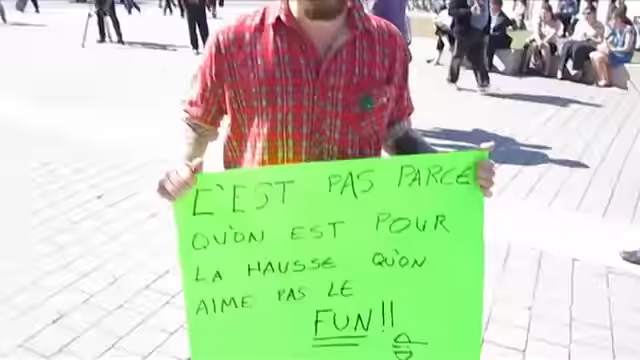 C'EST PAS PARCE
QU'ON EST POUR
LA HAUSSE QU'ON
AIME PAS LE
FUN!!